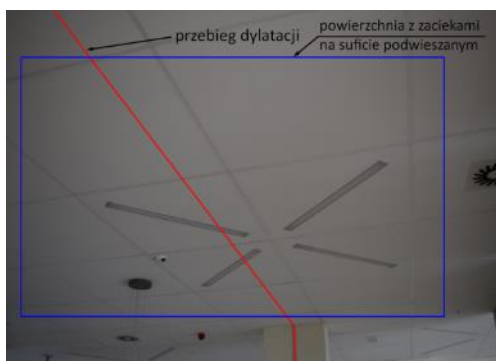 przebieg dylatacji
powierzchnia z zaciekami
na suficie podwieszanym